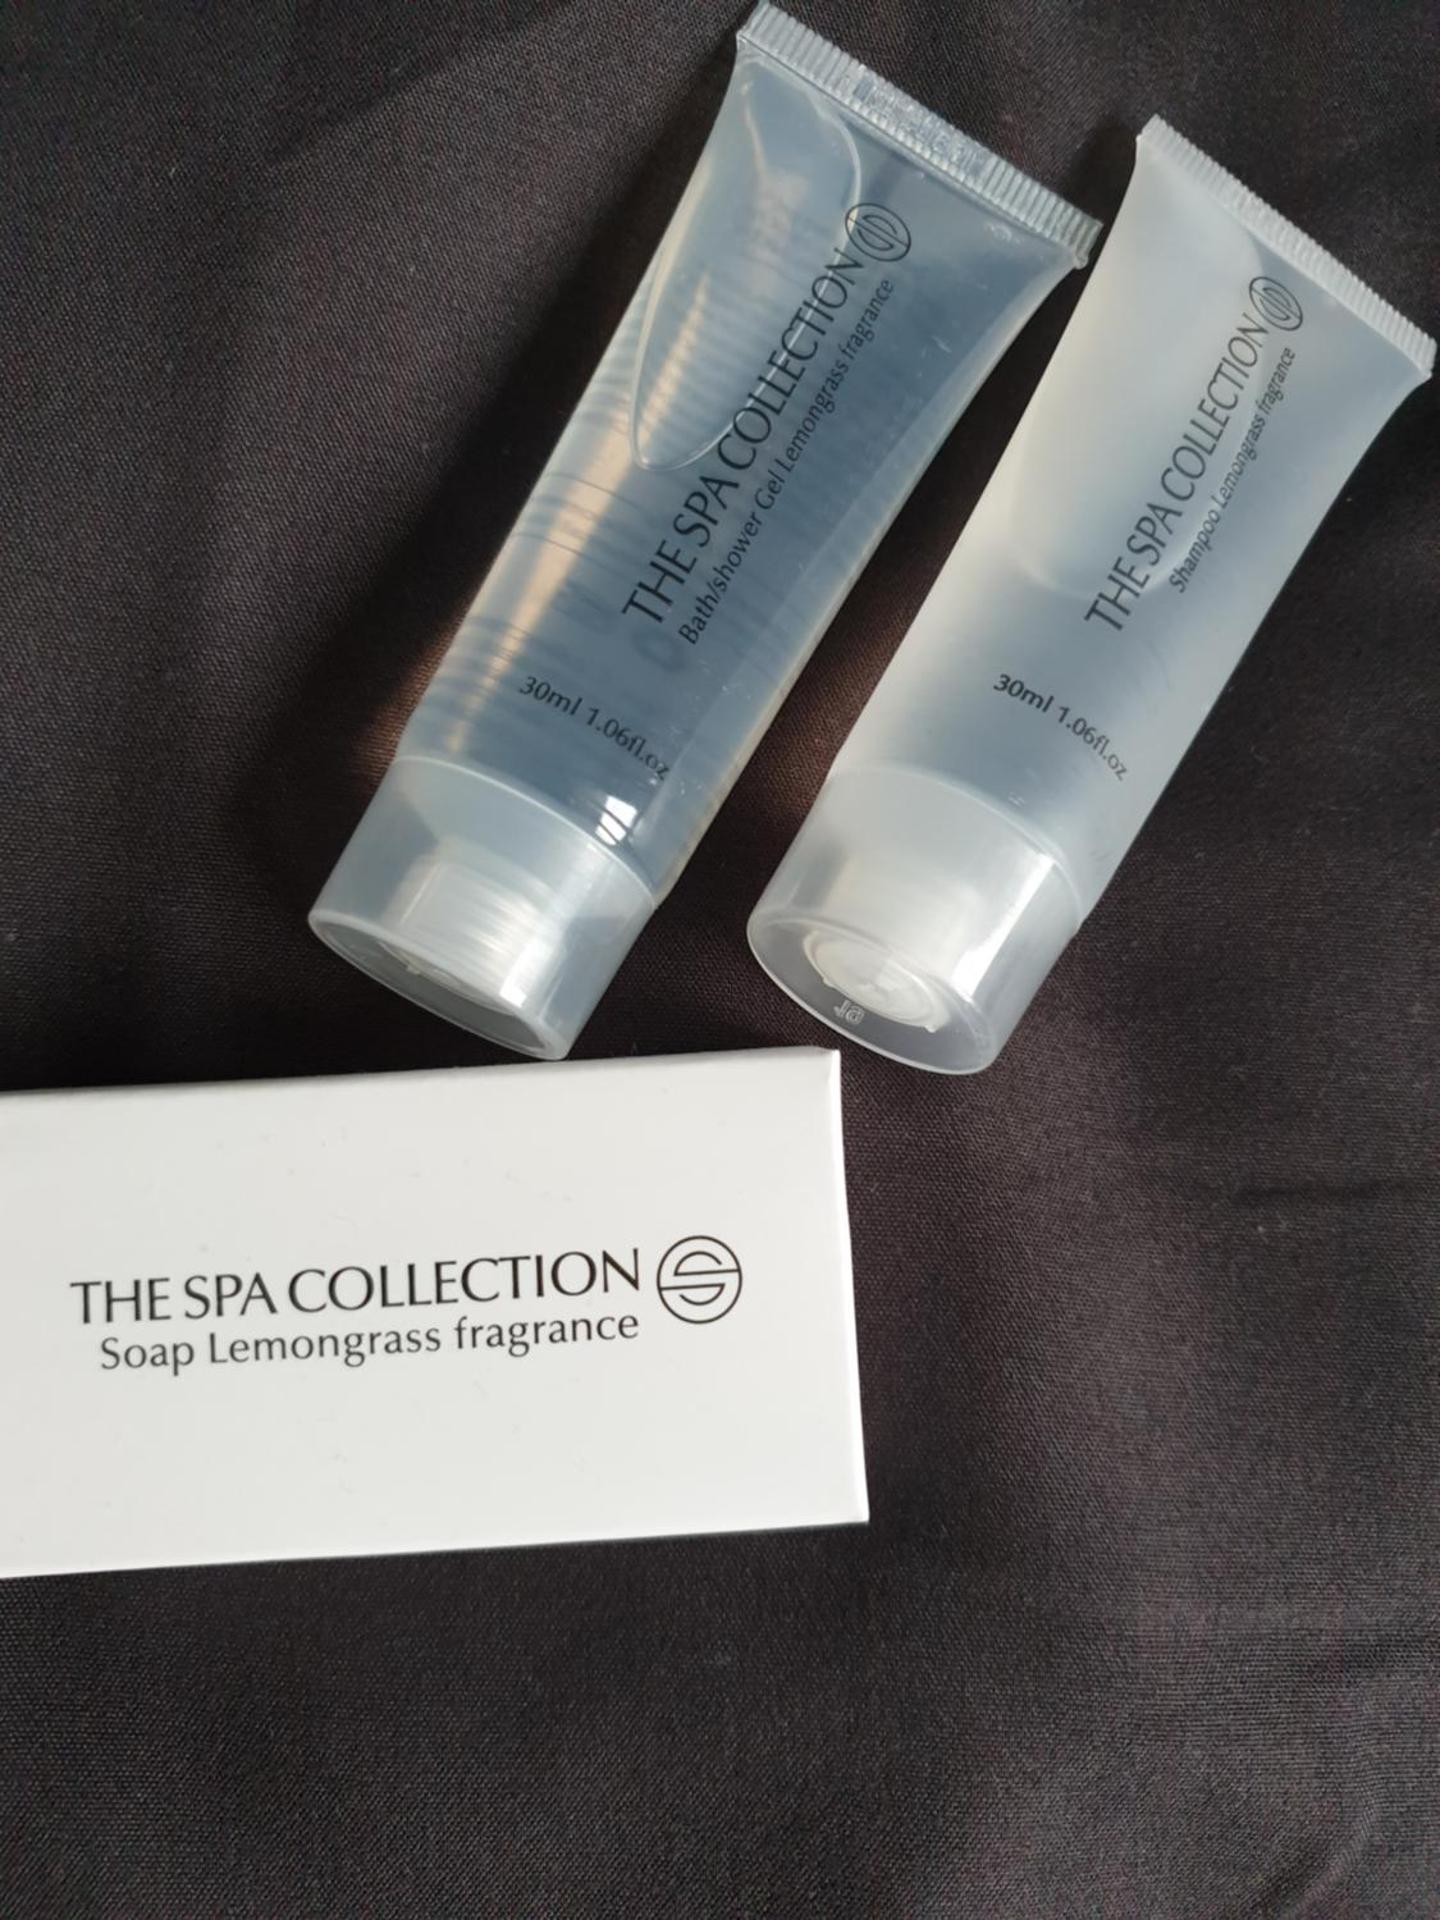 THE SPA COLLECTION
Bath/shower Gel Lemongrass fragrance
30ml 1.06fl.oz
THE SPA COLLECTION
Shampoo Lemongrass fragrance
30ml 1.06fl.oz
THE SPA COLLECTION
Soap Lemongrass fragrance